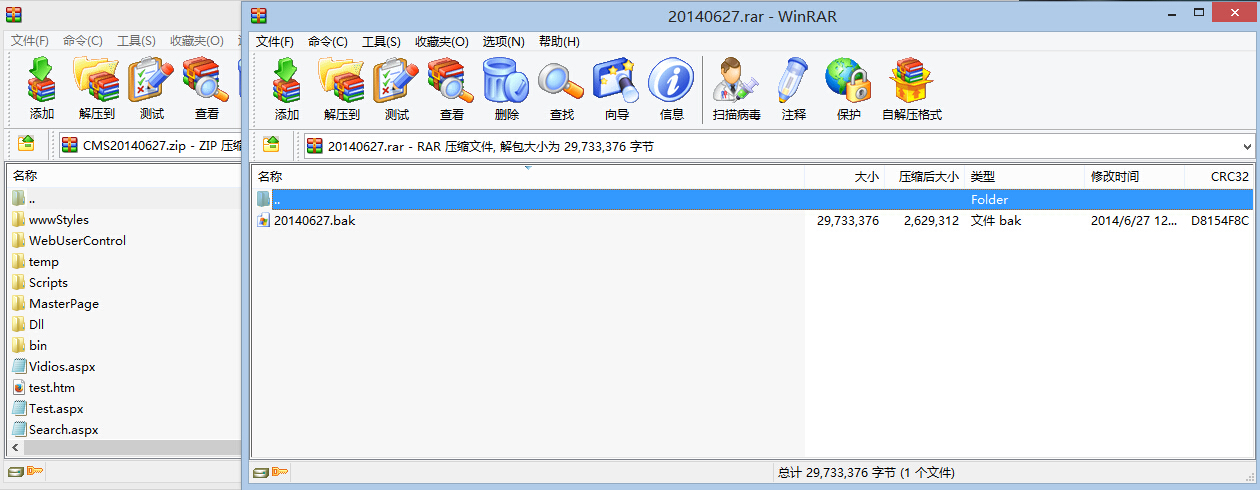 20140627.rar - WinRAR
文件(F) 命令(C) 工具(S) 收藏夹(O)
文件(F) 命令(C) 工具(S) 收藏夹(O) 选项(N) 帮助(H)
添加 解压到 测试 查看
添加 解压到 测试 查看 删除 查找 向导 信息 扫描病毒 注释 保护 自解压格式
CMS20140627.zip - ZIP 压缩
20140627.rar - RAR 压缩文件, 解包大小为 29,733,376 字节
名称
..
wwwStyles
WebUserControl
temp
Scripts
MasterPage
Dll
bin
Vidios.aspx
test.htm
Test.aspx
Search.aspx
名称 大小 压缩后大小 类型 修改时间 CRC32
.. Folder
20140627.bak 29,733,376 2,629,312 文件 bak 2014/6/27 12... D8154F8C
总计 29,733,376 字节 (1 个文件)